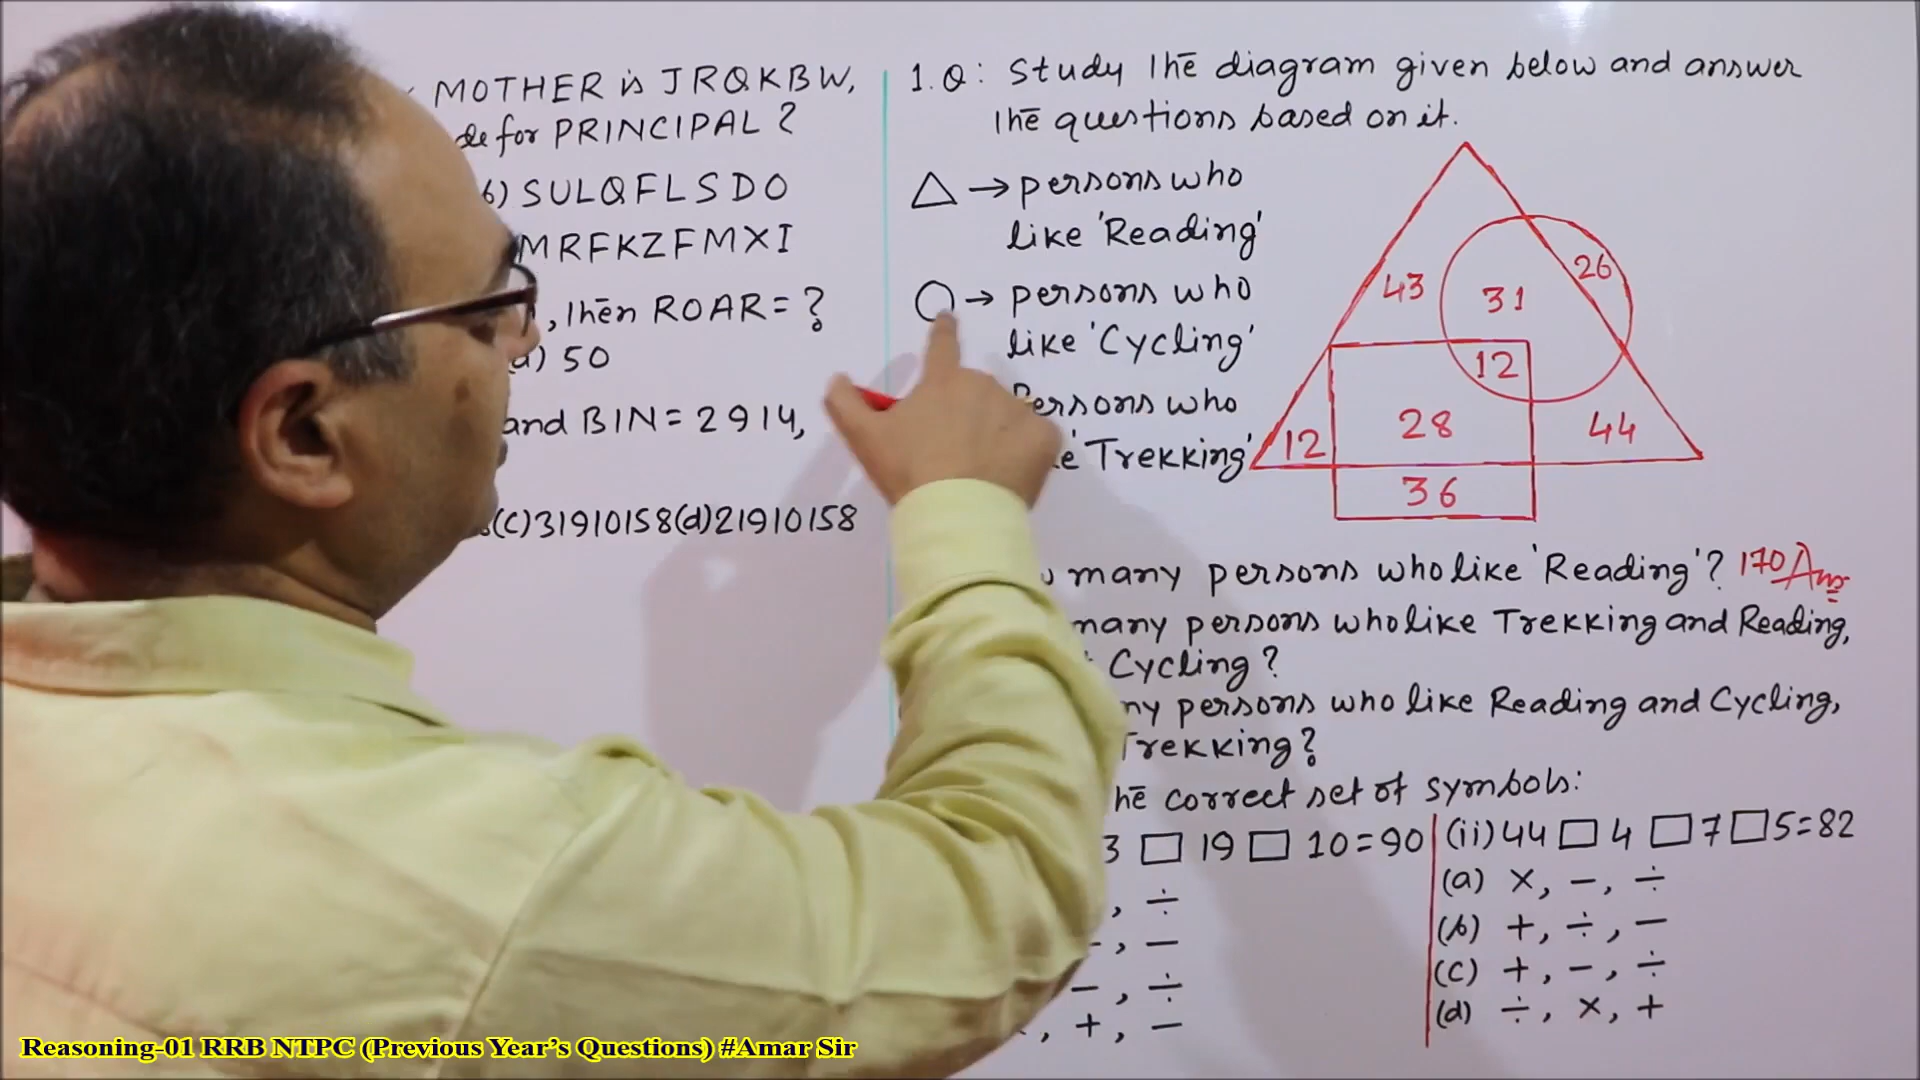 MOTHER is JRQKBW,
de for PRINCIPAL ?
b) SULQFLSDO
MRFKZFMXI
, then ROAR = ?
50
and BIN = 2914,
(c) 31910158 (d) 21910158
1. Q : Study the diagram given below and answer
the questions based on it.
△ → persons who
like 'Reading'
○ → persons who
like 'Cycling'
Persons who
'Trekking'
43
31
26
12
28
12
44
36
many persons who like 'Reading'? 170 Ans
many persons who like Trekking and Reading,
Cycling ?
ny persons who like Reading and Cycling,
Trekking?
the correct set of symbols :
3 □ 19 □ 10 = 90
, ÷
, −
−, ÷
, +, −
(ii) 44 □ 4 □ 7 □ 5 = 82
(a) ×, −, ÷
(b) +, ÷, −
(c) +, −, ÷
(d) ÷, ×, +
Reasoning-01 RRB NTPC (Previous Year's Questions) #Amar Sir